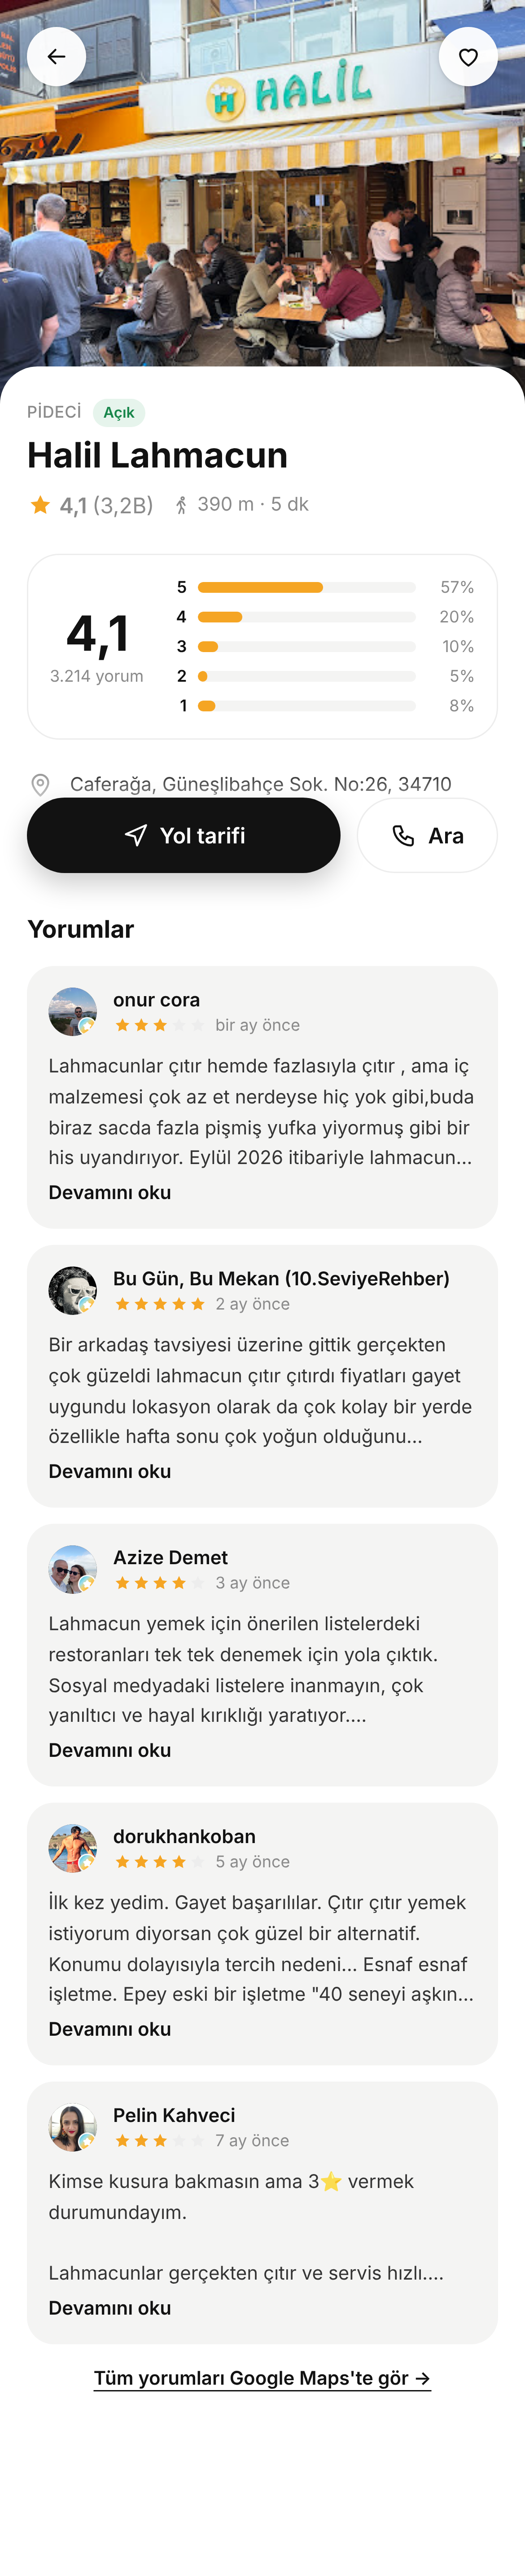 HALİL
PİDECİ Açık
Halil Lahmacun
4,1 (3,2B) 390 m · 5 dk
5 57%
4 20%
4,1
3 10%
3.214 yorum
2 5%
1 8%
Caferağa, Güneşlibahçe Sok. No:26, 34710
Yol tarifi Ara
Yorumlar
onur cora
bir ay önce
Lahmacunlar çıtır hemde fazlasıyla çıtır , ama iç
malzemesi çok az et nerdeyse hiç yok gibi,buda
biraz sacda fazla pişmiş yufka yiyormuş gibi bir
his uyandırıyor. Eylül 2026 itibariyle lahmacun...
Devamını oku
Bu Gün, Bu Mekan (10.SeviyeRehber)
2 ay önce
Bir arkadaş tavsiyesi üzerine gittik gerçekten
çok güzeldi lahmacun çıtır çıtırdı fiyatları gayet
uygundu lokasyon olarak da çok kolay bir yerde
özellikle hafta sonu çok yoğun olduğunu...
Devamını oku
Azize Demet
3 ay önce
Lahmacun yemek için önerilen listelerdeki
restoranları tek tek denemek için yola çıktık.
Sosyal medyadaki listelere inanmayın, çok
yanıltıcı ve hayal kırıklığı yaratıyor....
Devamını oku
dorukhankoban
5 ay önce
İlk kez yedim. Gayet başarılılar. Çıtır çıtır yemek
istiyorum diyorsan çok güzel bir alternatif.
Konumu dolayısıyla tercih nedeni... Esnaf esnaf
işletme. Epey eski bir işletme "40 seneyi aşkın...
Devamını oku
Pelin Kahveci
7 ay önce
Kimse kusura bakmasın ama 3⭐ vermek
durumundayım.
Lahmacunlar gerçekten çıtır ve servis hızlı....
Devamını oku
Tüm yorumları Google Maps'te gör →